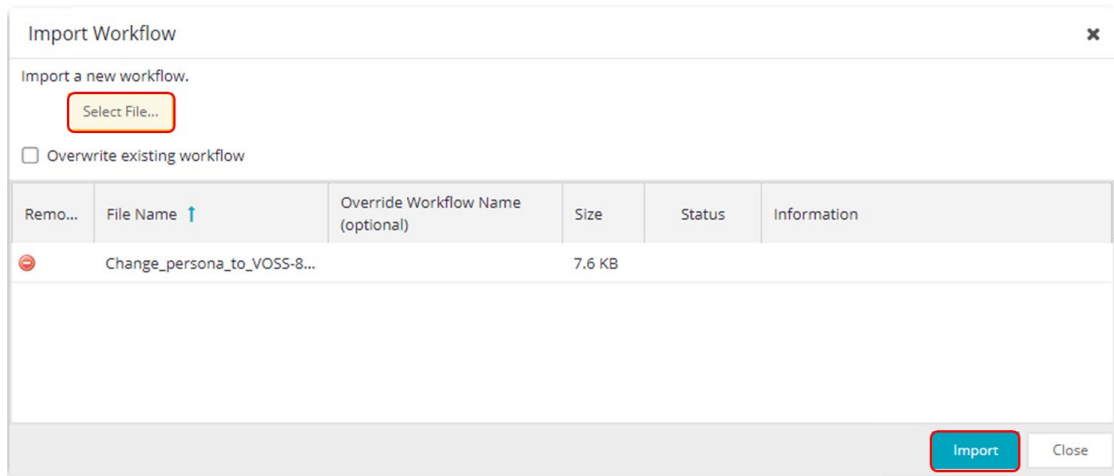 Import Workflow
Import a new workflow.
Select File...
Overwrite existing workflow
Remo...
File Name
Override Workflow Name
(optional)
Size
Status
Information
Change_persona_to_VOSS-8...
7.6 KB
Import
Close